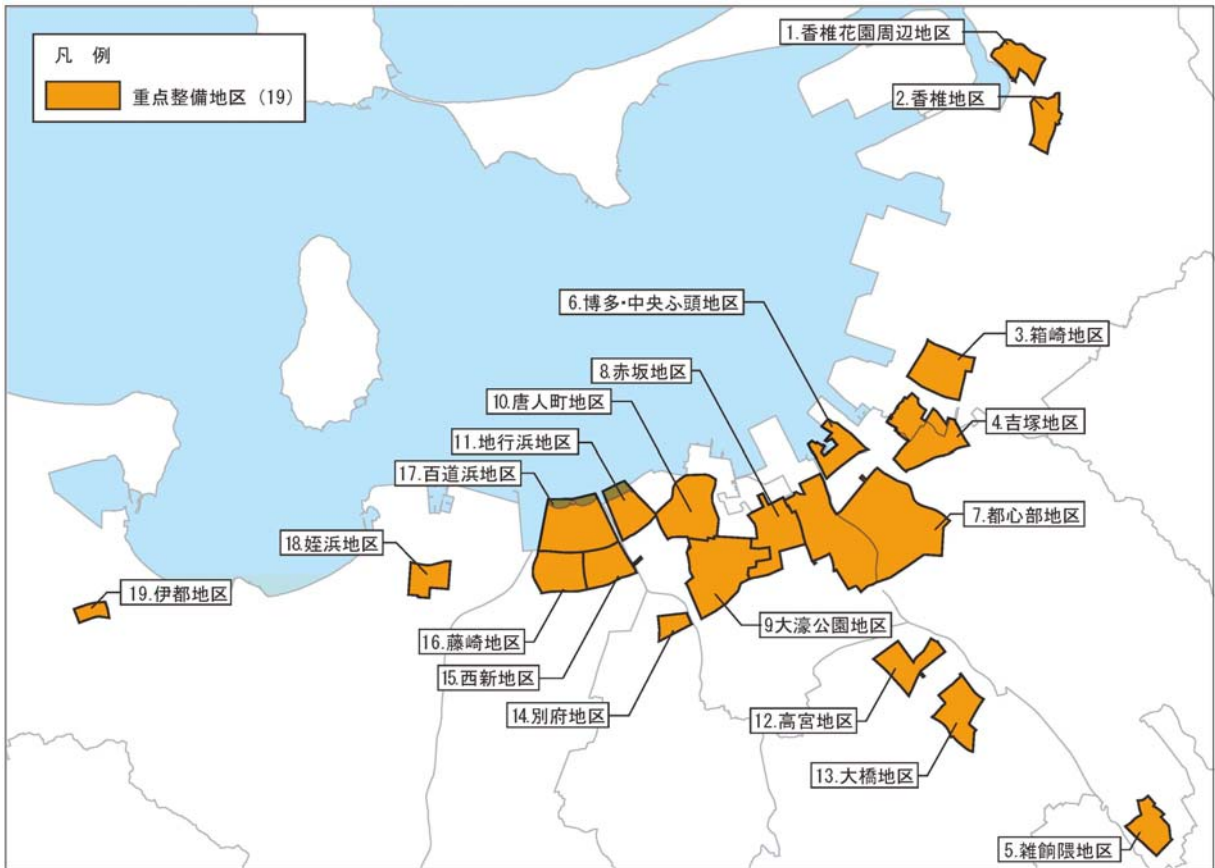 凡 例
重点整備地区（19）
1.香椎花園周辺地区
2.香椎地区
6.博多・中央ふ頭地区
3.箱崎地区
8.赤坂地区
10.唐人町地区
4.吉塚地区
11.地行浜地区
17.百道浜地区
7.都心部地区
18.姪浜地区
19.伊都地区
9大濠公園地区
16.藤崎地区
15.西新地区
14.別府地区
12.高宮地区
13.大橋地区
5.雑餉隈地区